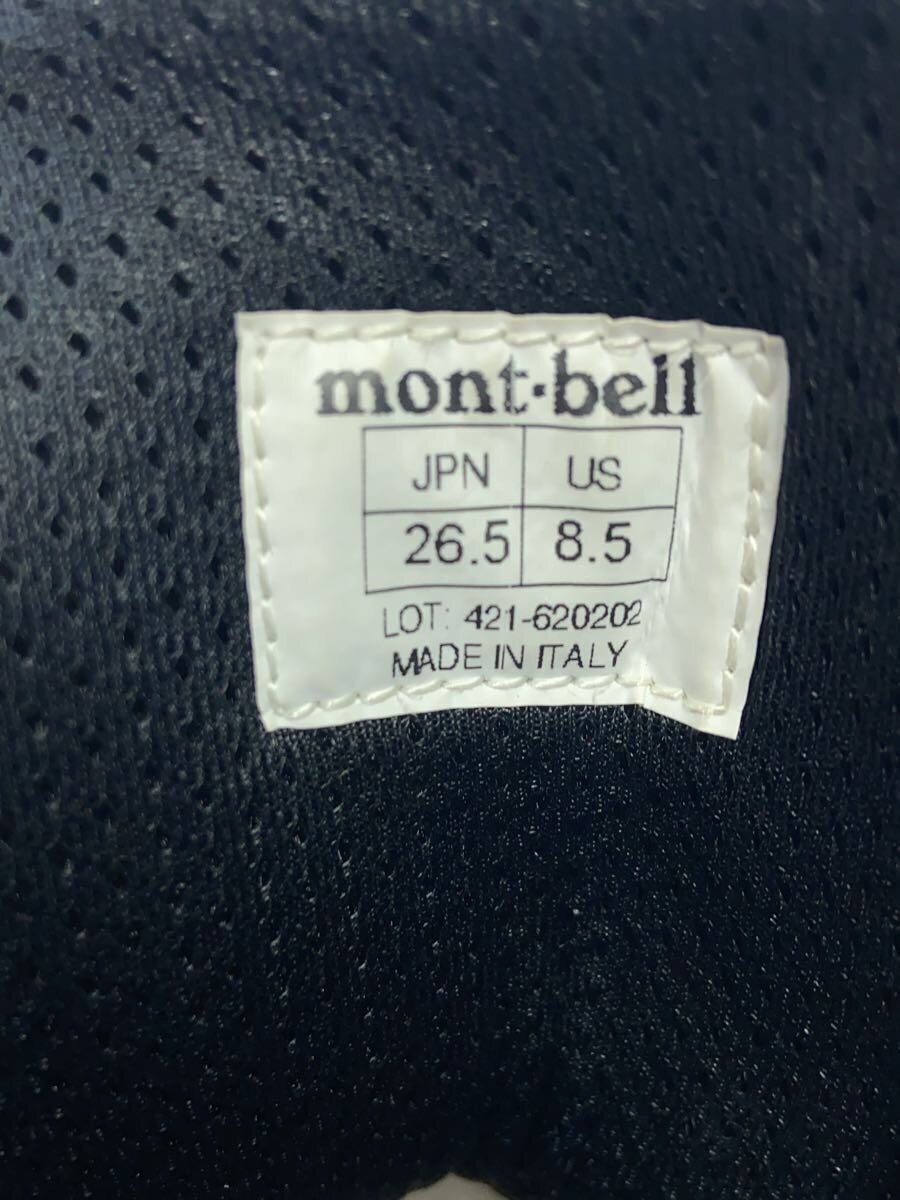 mont·bell
JPN US
26.5 8.5
LOT: 421-620202
MADE IN ITALY